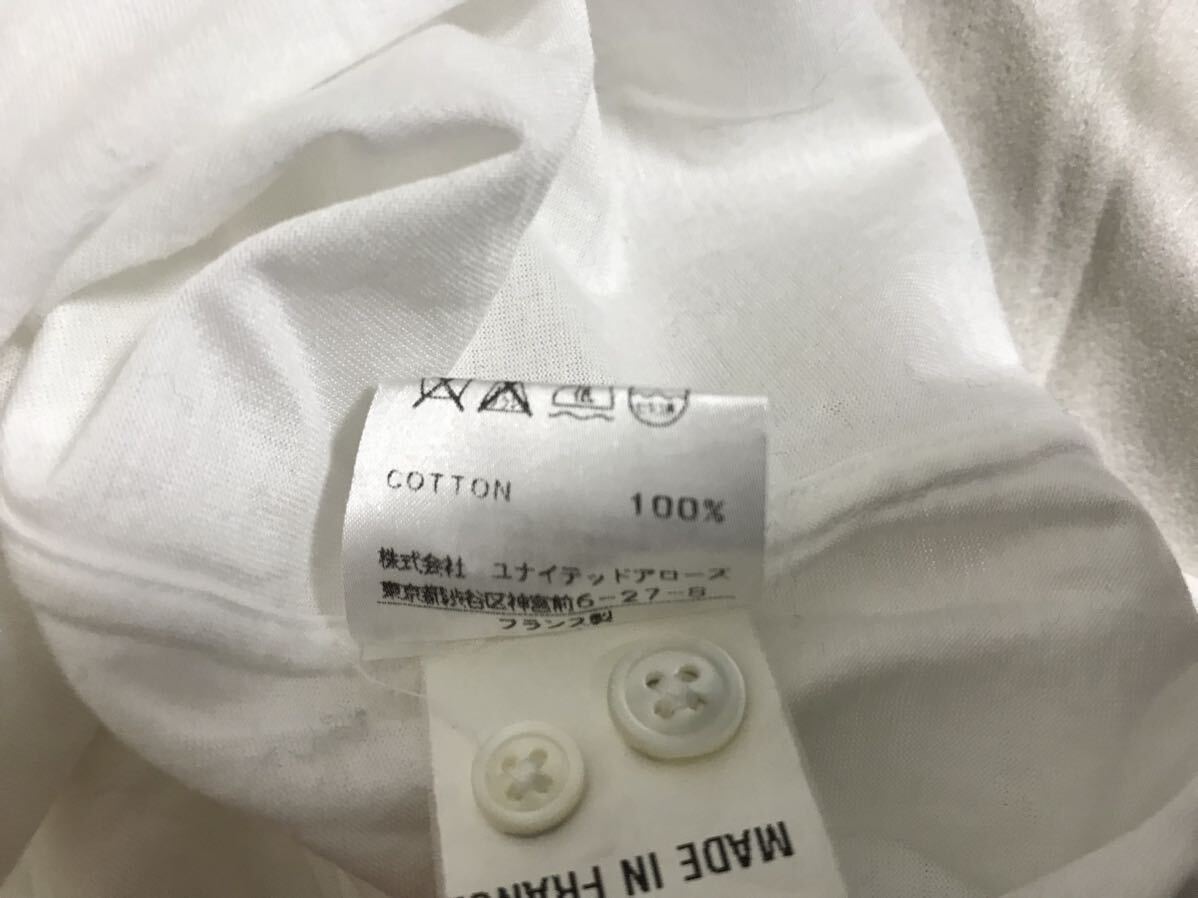 COTTON
100%
株式会社 ユナイテッドアローズ
東京都渋谷区神宮前6-27-8
フランス製
MADE IN FRANC